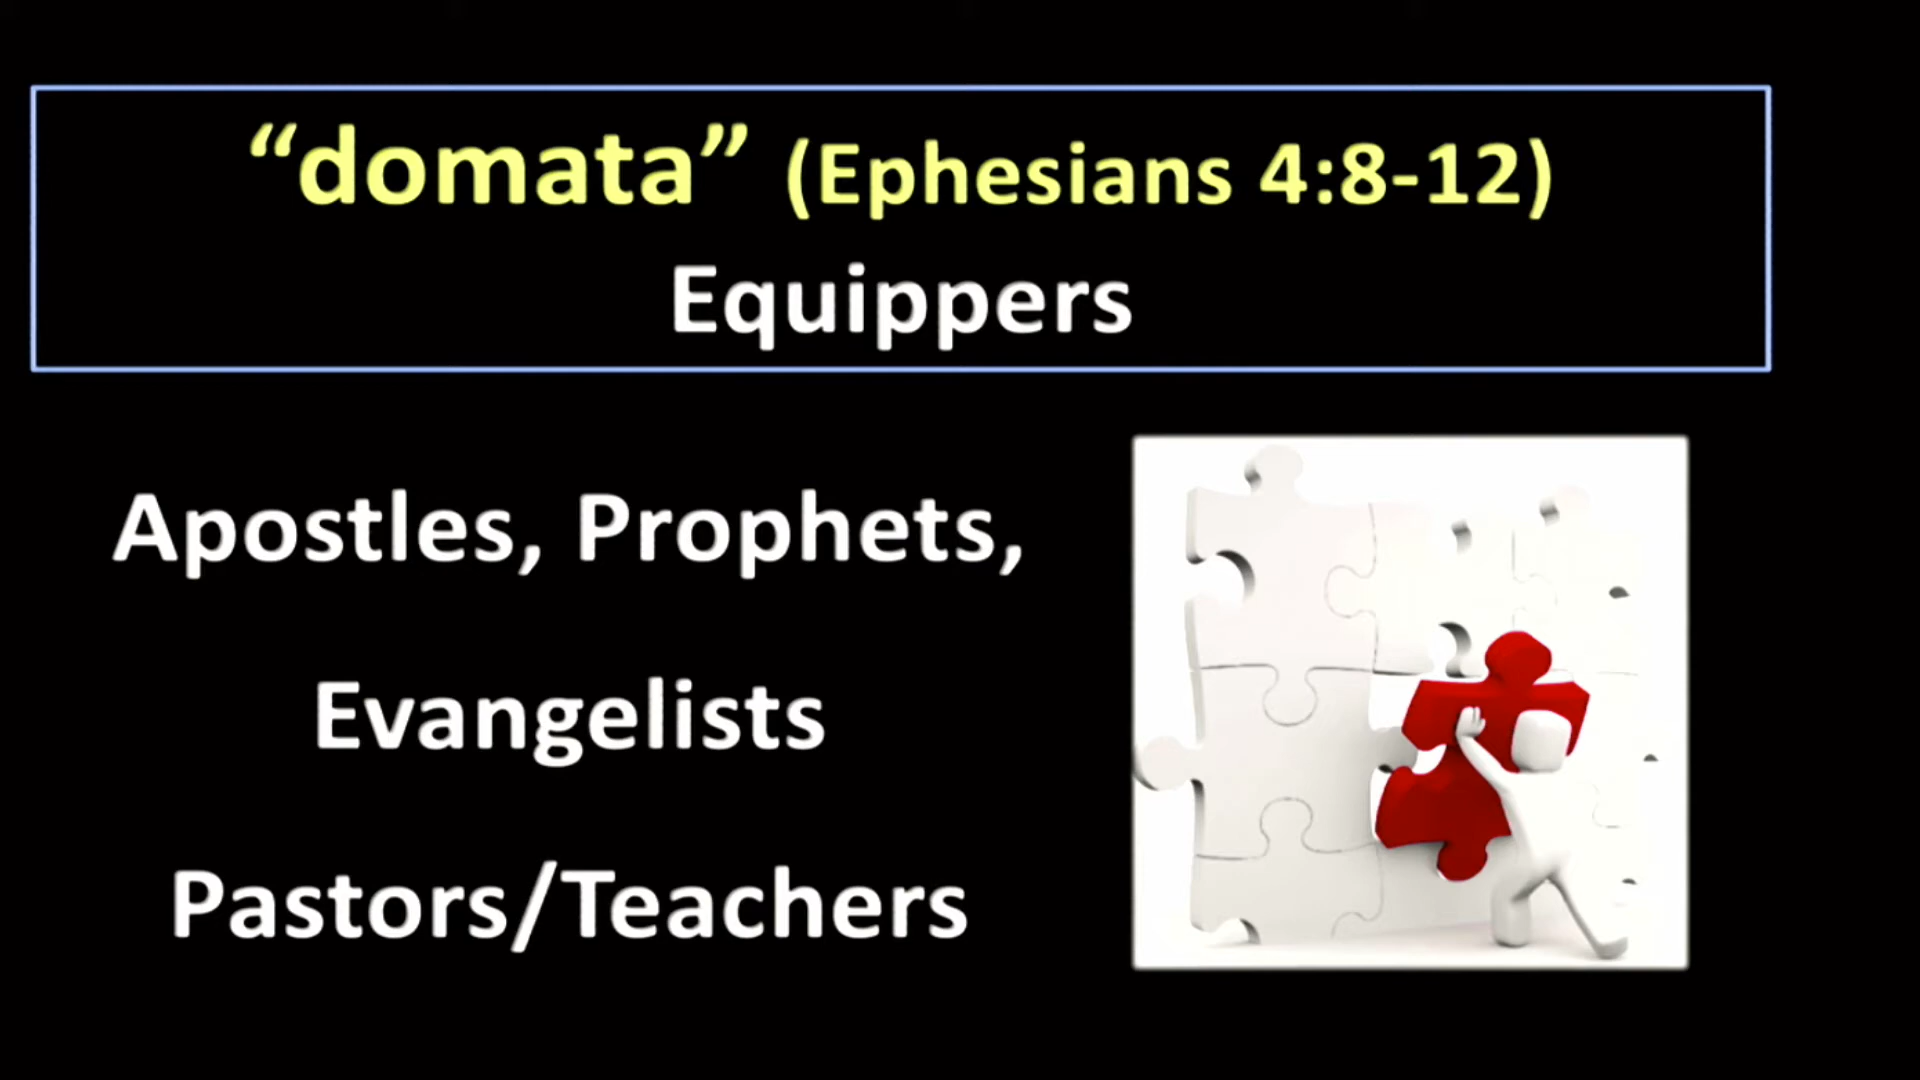 “domata” (Ephesians 4:8-12)
Equippers
Apostles, Prophets,
Evangelists
Pastors/Teachers